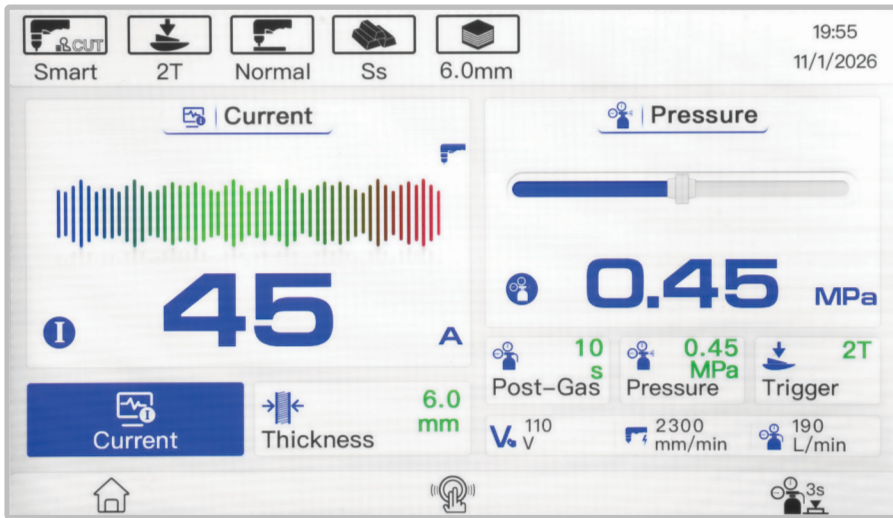 CUT
Smart
2T
Normal
Ss
6.0mm
19:55
11/1/2026
Current
45
I
A
Pressure
0.45
MPa
Current
Thickness
6.0
mm
10
s
Post-Gas
0.45
MPa
Pressure
2T
Trigger
V
110
V
2300
mm/min
190
L/min
3s